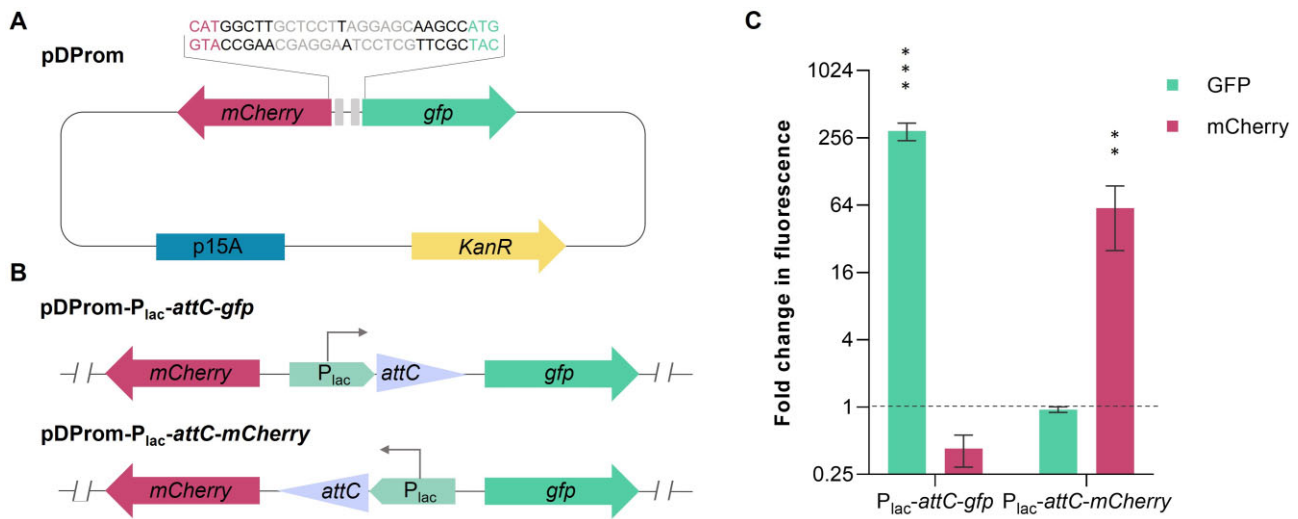 A
pDProm
CATGGCTTGCTCCTTAGGAGCAAGCCATG
GTACCGAACGAGGAATCCTCGTTCGCTAC
mCherry
gfp
p15A
KanR
B
pDProm-Plac-attC-gfp
mCherry
Plac
attC
gfp
pDProm-Plac-attC-mCherry
mCherry
attC
Plac
gfp
C
Fold change in fluorescence
1024
256
64
16
4
1
0.25
***
**
Plac-attC-gfp
Plac-attC-mCherry
GFP
mCherry